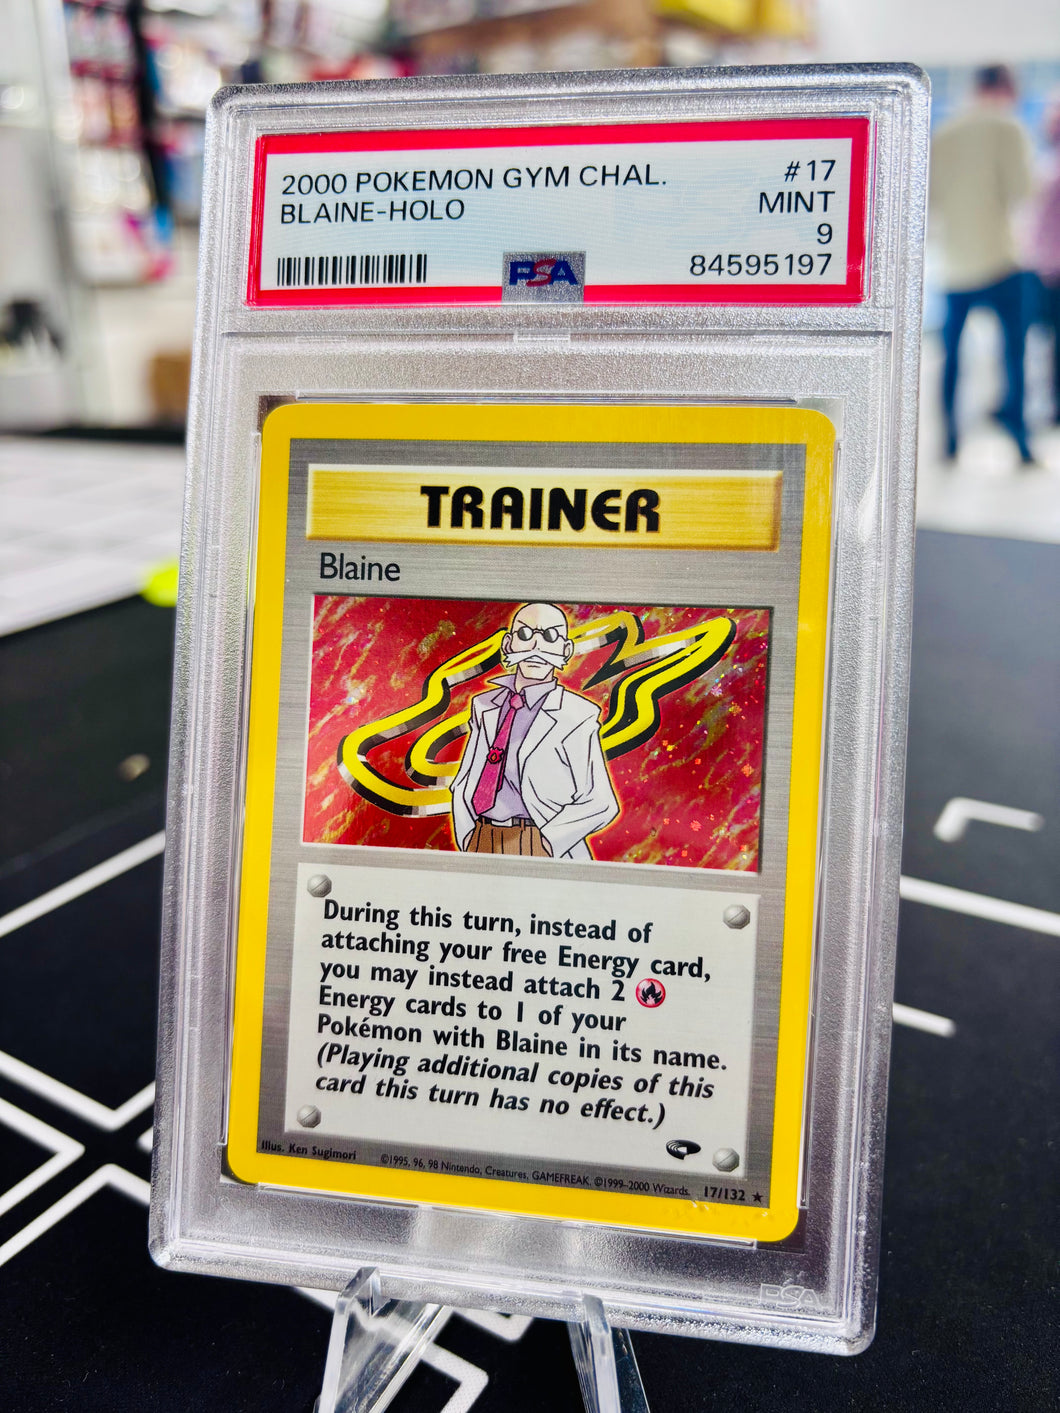 2000 POKEMON GYM CHAL. #17
BLAINE-HOLO MINT
9
PSA 84595197
TRAINER
Blaine
During this turn, instead of
attaching your free Energy card,
you may instead attach 2
Energy cards to 1 of your
Pokémon with Blaine in its name.
(Playing additional copies of this
card this turn has no effect.)
Illus. Ken Sugimori ©1995, 96, 98 Nintendo, Creatures, GAMEFREAK. ©1999-2000 Wizards. 17/132 ★
PSA